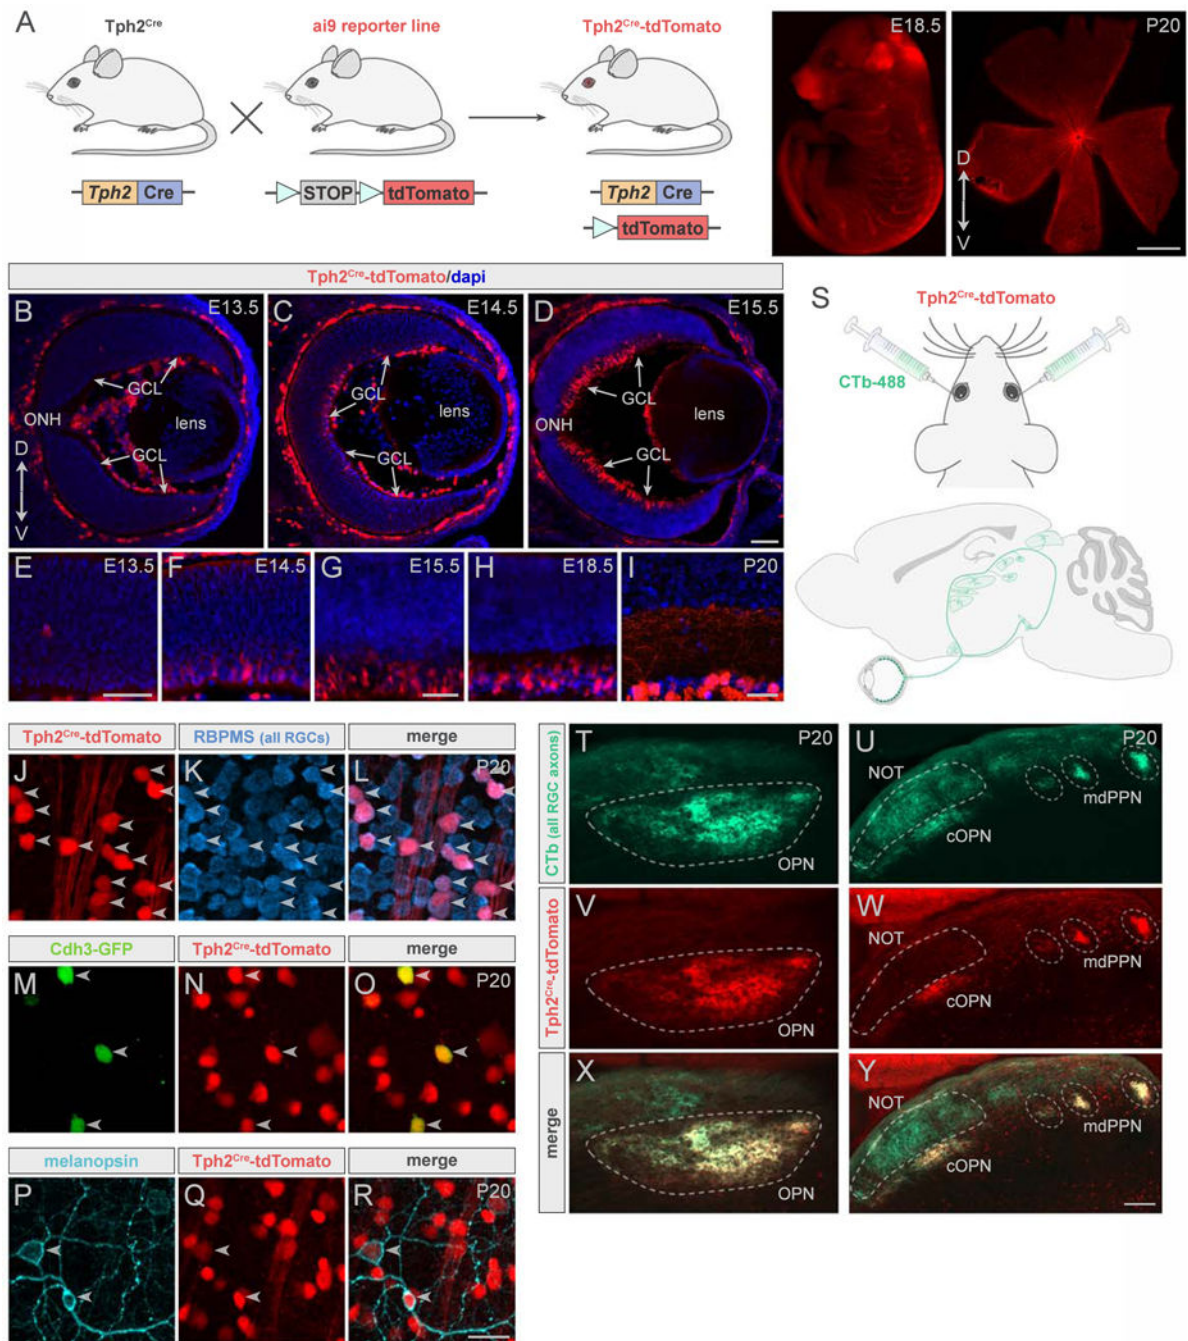 A
Tph2Cre
ai9 reporter line
Tph2Cre-tdTomato
E18.5
P20
Tph2 Cre
STOP tdTomato
Tph2 Cre
tdTomato
D
V
Tph2Cre-tdTomato/dapi
B E13.5
C E14.5
D E15.5
GCL
GCL
GCL
ONH
lens
lens
ONH
lens
D
GCL
GCL
GCL
V
E E13.5
F E14.5
G E15.5
H E18.5
I P20
S
Tph2Cre-tdTomato
CTb-488
Tph2Cre-tdTomato
RBPMS (all RGCs)
merge
J
K
L P20
Cdh3-GFP
Tph2Cre-tdTomato
merge
M
N
O P20
melanopsin
Tph2Cre-tdTomato
merge
P
Q
R P20
CTb (all RGC axons)
T P20
OPN
U P20
NOT
mdPPN
cOPN
Tph2Cre-tdTomato
V
OPN
W
NOT
mdPPN
cOPN
merge
X
OPN
Y
NOT
mdPPN
cOPN